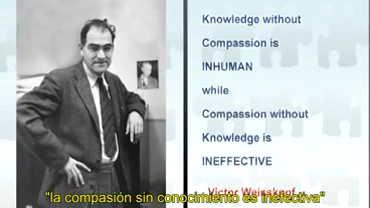 Knowledge without
Compassion is
INHUMAN
while
Compassion without
Knowledge is
INEFFECTIVE
Victor Weisskopf
"la compasión sin conocimiento es inefectiva"